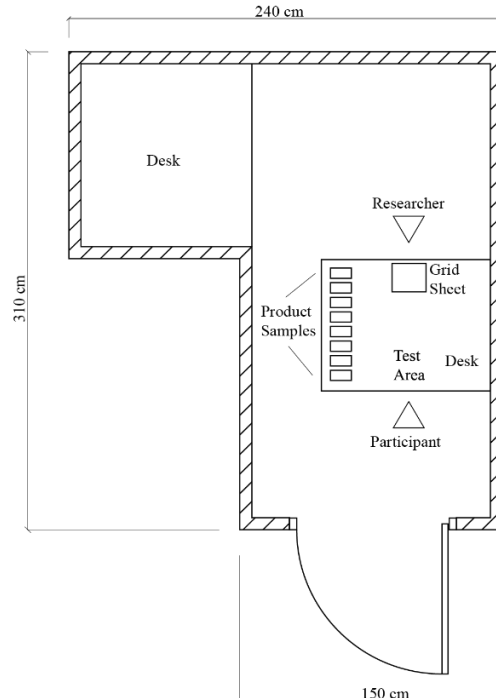 240 cm
310 cm
Desk
Researcher
Grid
Sheet
Product
Samples
Test
Area
Desk
Participant
150 cm